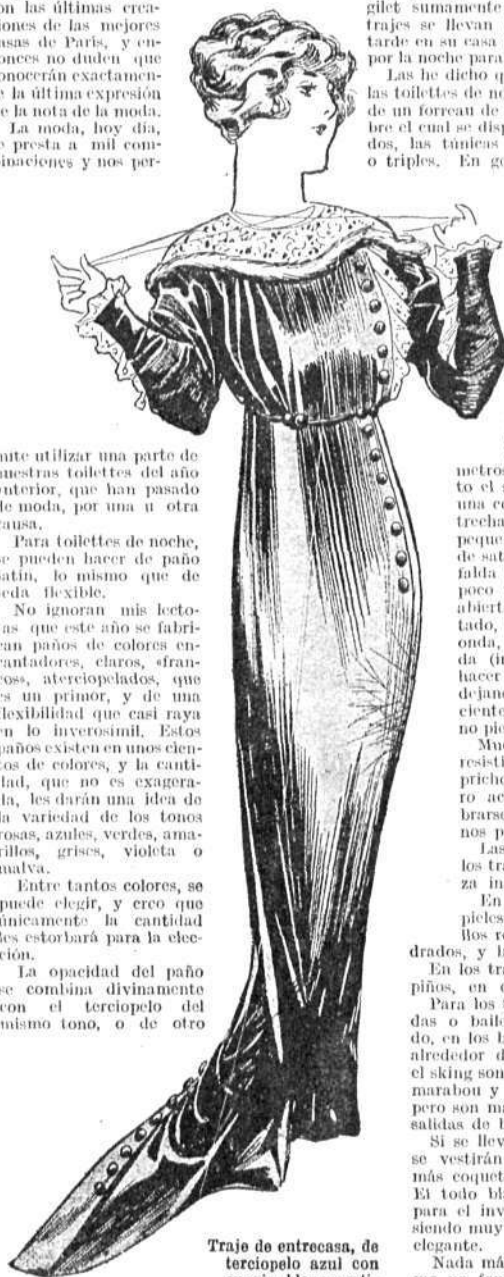 on las últimas crea-
iones de las mejores
asas de Paris, y en-
onces no duden que
onocerán exactamen-
e la última expresión
e la nota de la moda.
La moda, hoy día,
e presta a mil com-
inaciones y nos per-
mite utilizar una parte de
nuestras toilettes del año
anterior, que han pasado
de moda, por una u otra
causa.
Para toilettes de noche,
se pueden hacer de paño
satin, lo mismo que de
seda flexible.
No ignoran mis lecto-
ras que este año se fabri-
can paños de colores en-
cantadores, claros, «fran-
cos», aterciopelados, que
es un primor, y de una
flexibilidad que casi raya
en lo inverosimil. Estos
paños existen en unos cien-
tos de colores, y la canti-
dad, que no es exagera-
da, les darán una idea de
la variedad de los tonos
rosas, azules, verdes, ama-
rillos, grises, violeta o
malva.
Entre tantos colores, se
puede elegir, y creo que
únicamente la cantidad
les estorbará para la elec-
ción.
La opacidad del paño
se combina divinamente
con el terciopelo del
mismo tono, o de otro
Traje de entrecasa, de
terciopelo azul con
gilet sumamente
trajes se llevan
tarde en su casa
por la noche para
Las he dicho q
las toilettes de no
de un forreau de
bre el cual se disp
dos, las túnicas
o triples. En ge
metros
to el
una c
trecha
peque
de sat
falda
poco
abiert
tado,
onda,
da (i
hacer
dejan
ciente
no pie
Muc
resisti
pricho
ro ac
brarse
nos p
Las
los tra
za in
En
pieles
llos r
drados, y l
En los tra
piños, en c
Para los
das o baile
do, en los b
alrededor d
el sking son
marabou y
pero son ma
salidas de b
Si se llev
se vestirán
más coquet
El todo bla
para el inv
siendo muy
elegante.
Nada má